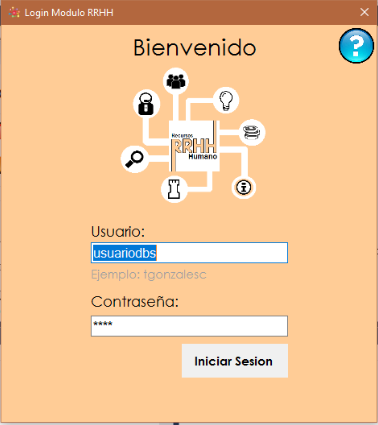 Login Modulo RRHH
Bienvenido
?
Recursos
RRHH
Humano
Usuario:
usuariodbs
Ejemplo: tgonzalesc
Contraseña:
****
Iniciar Sesion